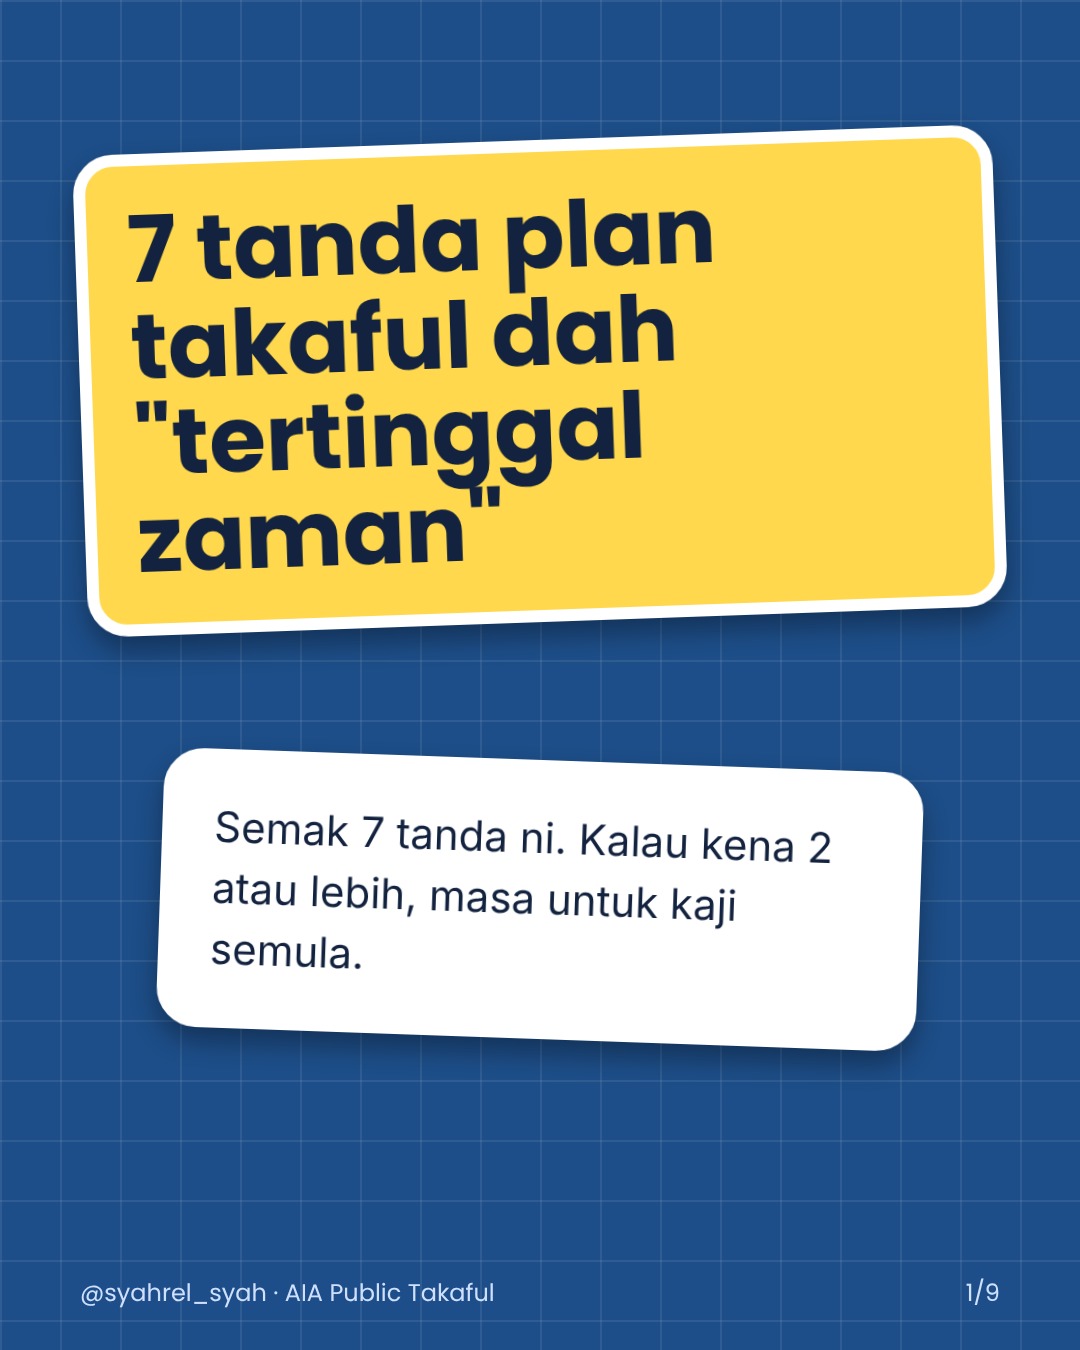 7 tanda plan
takaful dah
"tertinggal
zaman"
Semak 7 tanda ni. Kalau kena 2
atau lebih, masa untuk kaji
semula.
@syahrel_syah · AIA Public Takaful
1/9